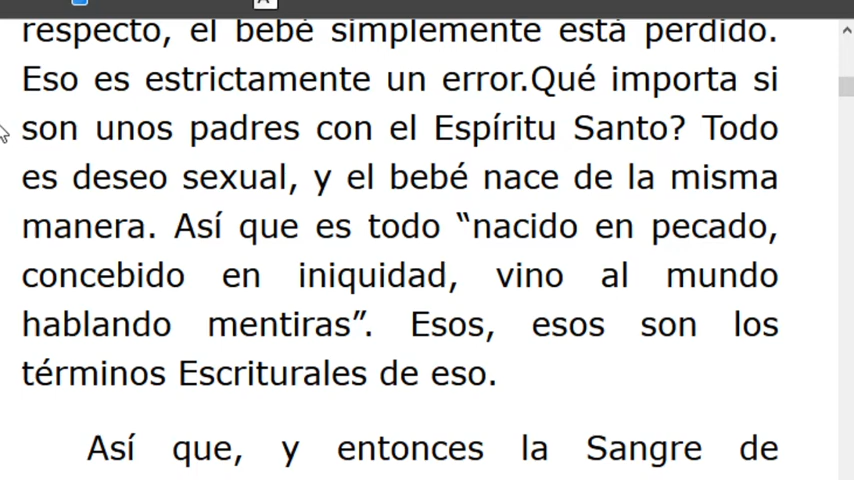 respecto, el bebé simplemente está perdido.
Eso es estrictamente un error.Qué importa si
son unos padres con el Espíritu Santo? Todo
es deseo sexual, y el bebé nace de la misma
manera. Así que es todo “nacido en pecado,
concebido en iniquidad, vino al mundo
hablando mentiras”. Esos, esos son los
términos Escriturales de eso.
Así que, y entonces la Sangre de